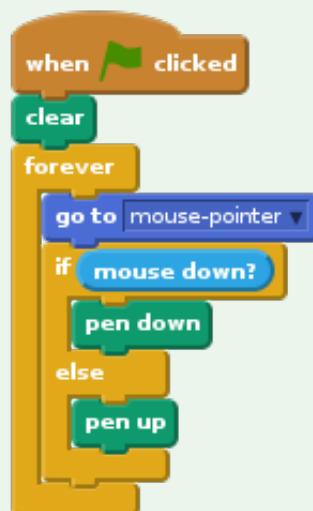 when clicked
clear
forever
go to mouse-pointer
if mouse down?
pen down
else
pen up